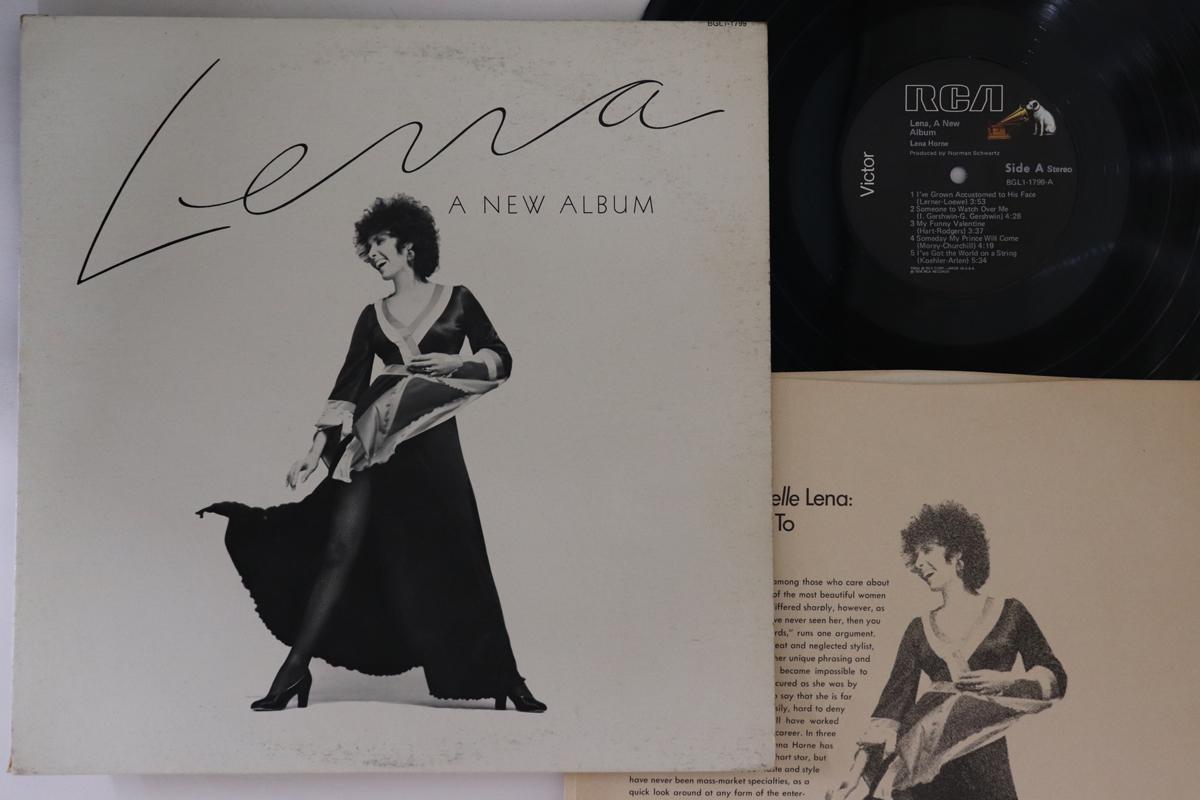 BGL1-1799
Lena
A NEW ALBUM
RCA
Lena, A New
Album
Lena Horne
Produced by Norman Schwartz
Victor
Side A Stereo
BGL1-1799-A
1 I've Grown Accustomed to His Face
(Lerner-Loewe) 3:53
2 Someone to Watch Over Me
(I. Gershwin-G. Gershwin) 4:28
3 My Funny Valentine
(Hart-Rodgers) 3:37
4 Someday My Prince Will Come
(Morey-Churchill) 4:19
5 I've Got the World on a String
(Koehler-Arlen) 5:34
elle Lena:
To
among those who care about
of the most beautiful women
iffered sharply, however, as
've never seen her, then you
rds," runs one argument.
eat and neglected stylist,
her unique phrasing and
became impossible to
cured as she was by
say that she is far
sily, hard to deny
ll have worked
career. In three
na Horne has
hart star, but
taste and style
have never been mass-market specialties, as a
quick look around at any form of the enter-